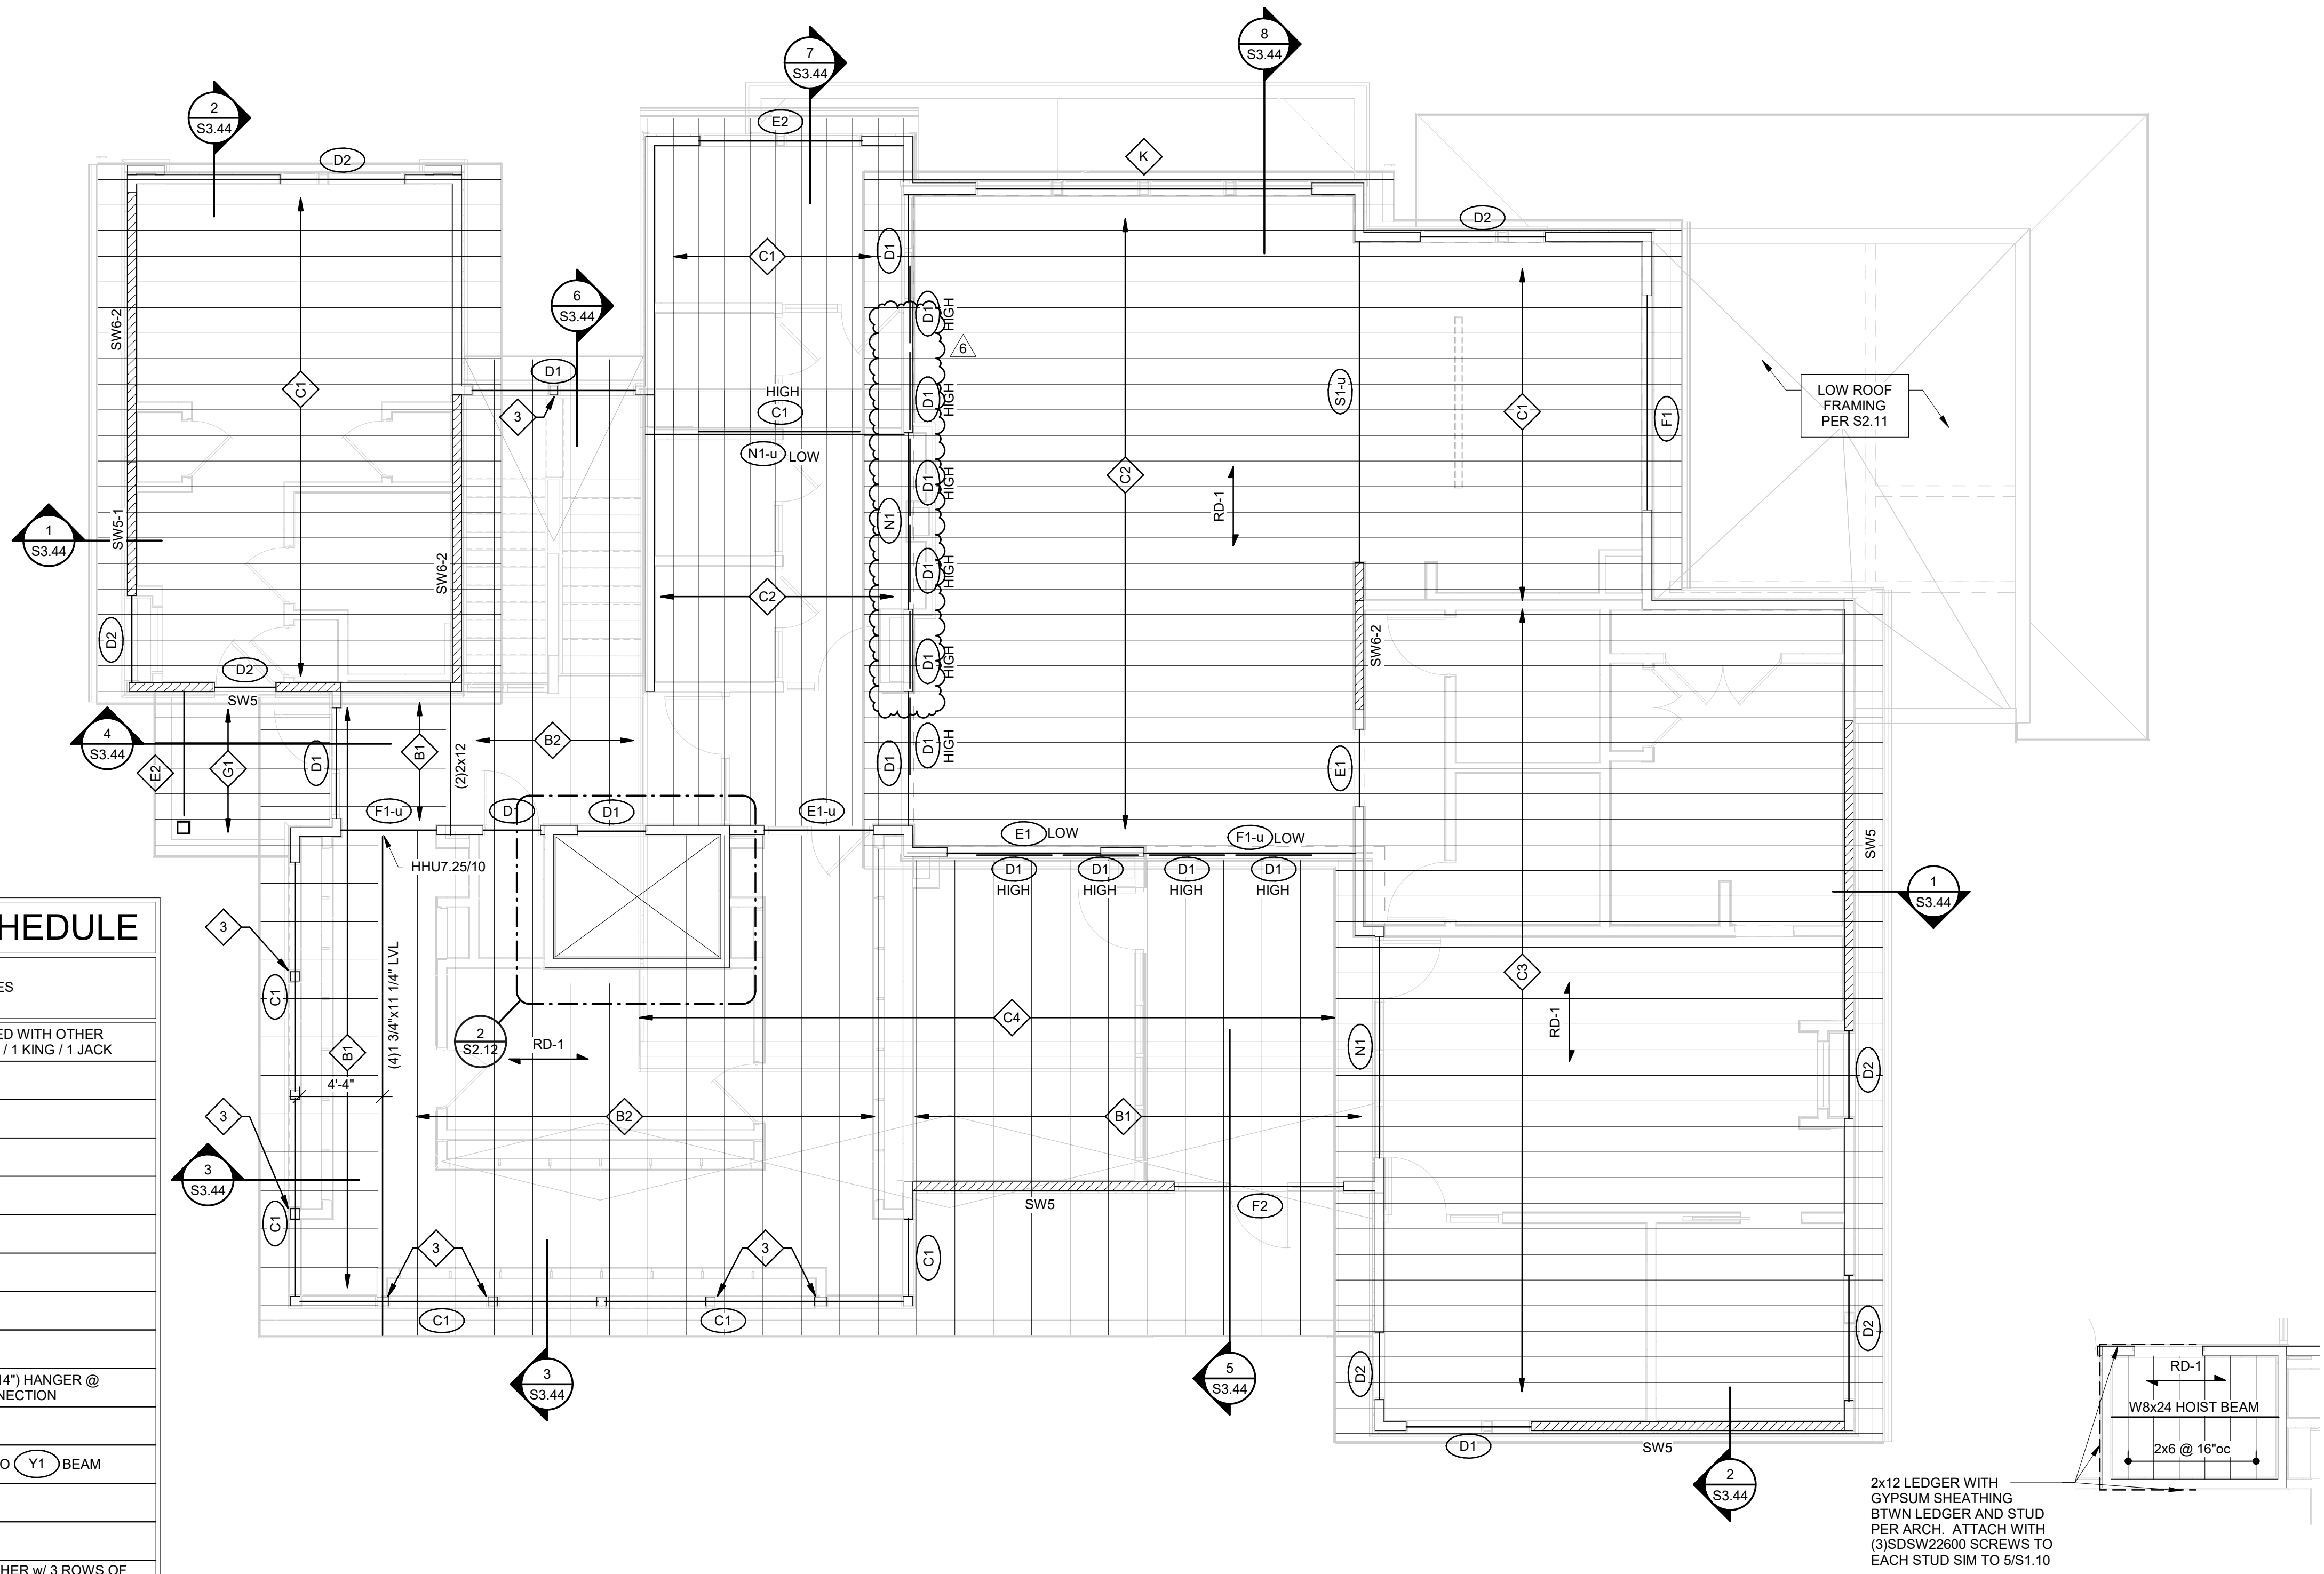 8
S3.44
7
S3.44
2
S3.44
E2
D2
K
D2
C1
D1
6
S3.44
D1
HIGH
6
SW6-2
C1
D1
3
HIGH
C1
N1-u LOW
D1
HIGH
S1-u
C1
F1
LOW ROOF
FRAMING
PER S2.11
C2
D1
HIGH
RD-1
N1
1
S3.44
SW5-1
SW6-2
C2
D1
HIGH
D2
D2
SW5
D1
HIGH
SW6-2
4
S3.44
E2
G1
D1
B1
(2)2x12
B2
D1
D1
HIGH
E1
F1-u
D1
D1
E1-u
E1 LOW
F1-u LOW
SW5
HHU7.25/10
D1
HIGH
D1
HIGH
D1
HIGH
D1
HIGH
1
S3.44
HEDULE
3
C1
(4)1 3/4"x11 1/4" LVL
C3
ES
C4
ED WITH OTHER
/ 1 KING / 1 JACK
2
S2.12
RD-1
B1
N1
RD-1
D2
4'-4"
3
B2
B1
3
S3.44
C1
SW5
F2
3
3
C1
C1
C1
D2
D2
3
S3.44
5
S3.44
14") HANGER @
NECTION
RD-1
W8x24 HOIST BEAM
2x6 @ 16"oc
D1
SW5
O Y1 BEAM
2
S3.44
2x12 LEDGER WITH
GYPSUM SHEATHING
BTWN LEDGER AND STUD
PER ARCH. ATTACH WITH
(3)SDSW22600 SCREWS TO
EACH STUD SIM TO 5/S1.10
HER w/ 3 ROWS OF